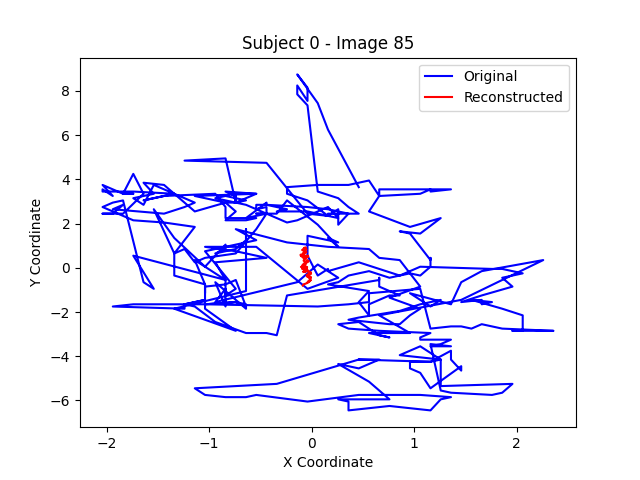 Subject 0 - Image 85
Original
Reconstructed
Y Coordinate
8
6
4
2
0
−2
−4
−6
−2 −1 0 1 2
X Coordinate